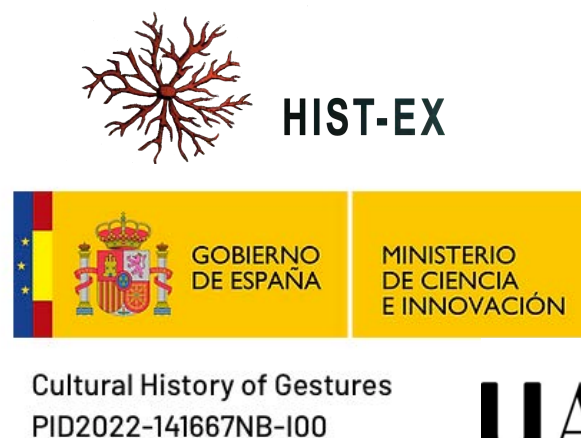 HIST-EX
GOBIERNO
DE ESPAÑA
MINISTERIO
DE CIENCIA
E INNOVACIÓN
Cultural History of Gestures
PID2022-141667NB-I00